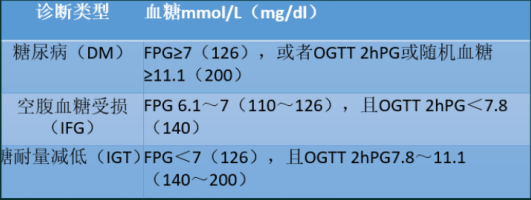 诊断类型 血糖mmol/L（mg/dl）
糖尿病（DM） FPG≥7（126），或者OGTT 2hPG或随机血糖
≥11.1（200）
空腹血糖受损 FPG 6.1～7（110～126），且OGTT 2hPG＜7.8
（IFG） （140）
糖耐量减低（IGT） FPG＜7（126），且OGTT 2hPG7.8～11.1
（140～200）